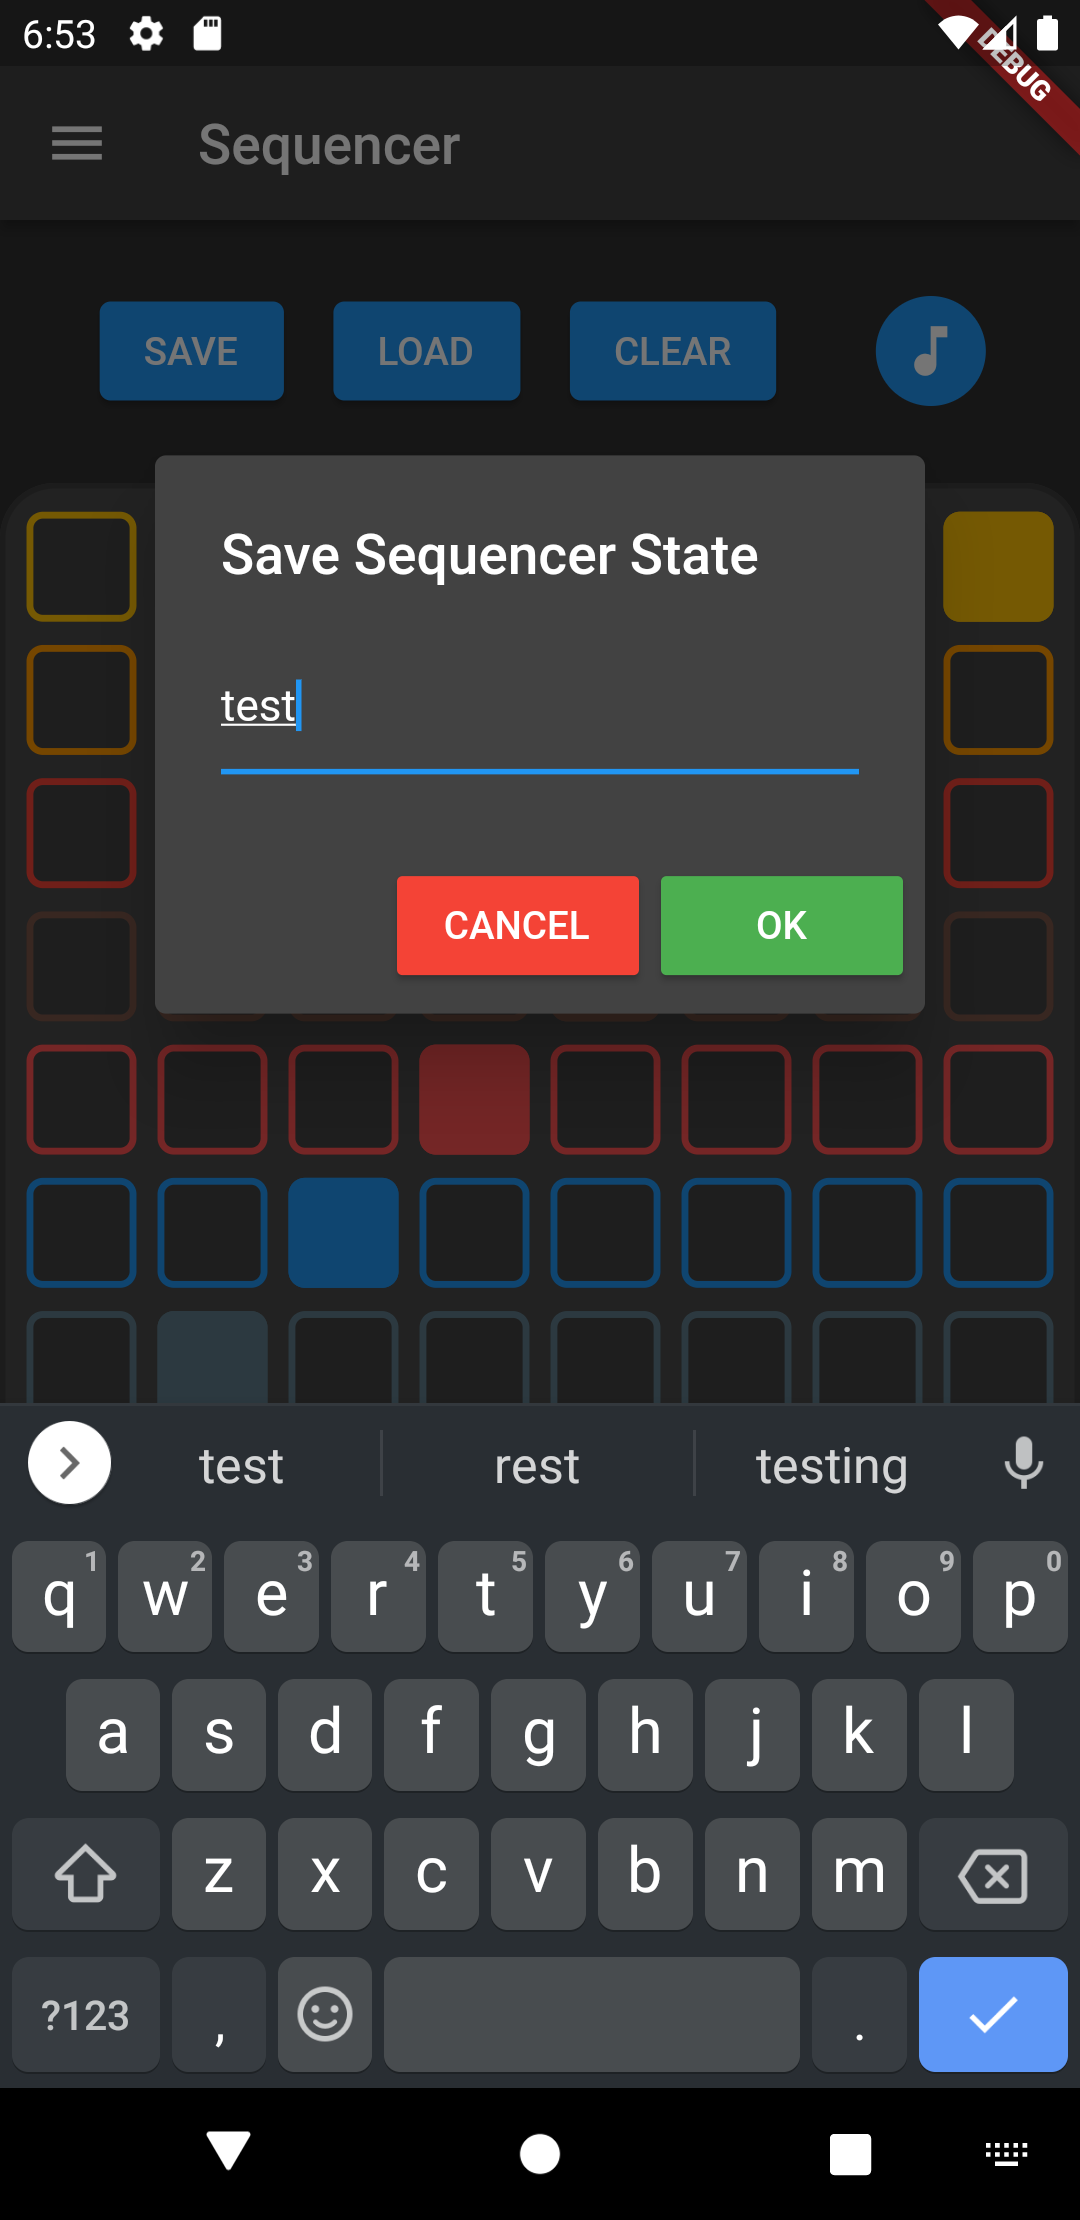 6:53
DEBUG
Sequencer
SAVE LOAD CLEAR
Save Sequencer State
test
CANCEL OK
test rest testing
q 1 w 2 e 3 r 4 t 5 y 6 u 7 i 8 o 9 p 0
a s d f g h j k l
z x c v b n m
?123 , .